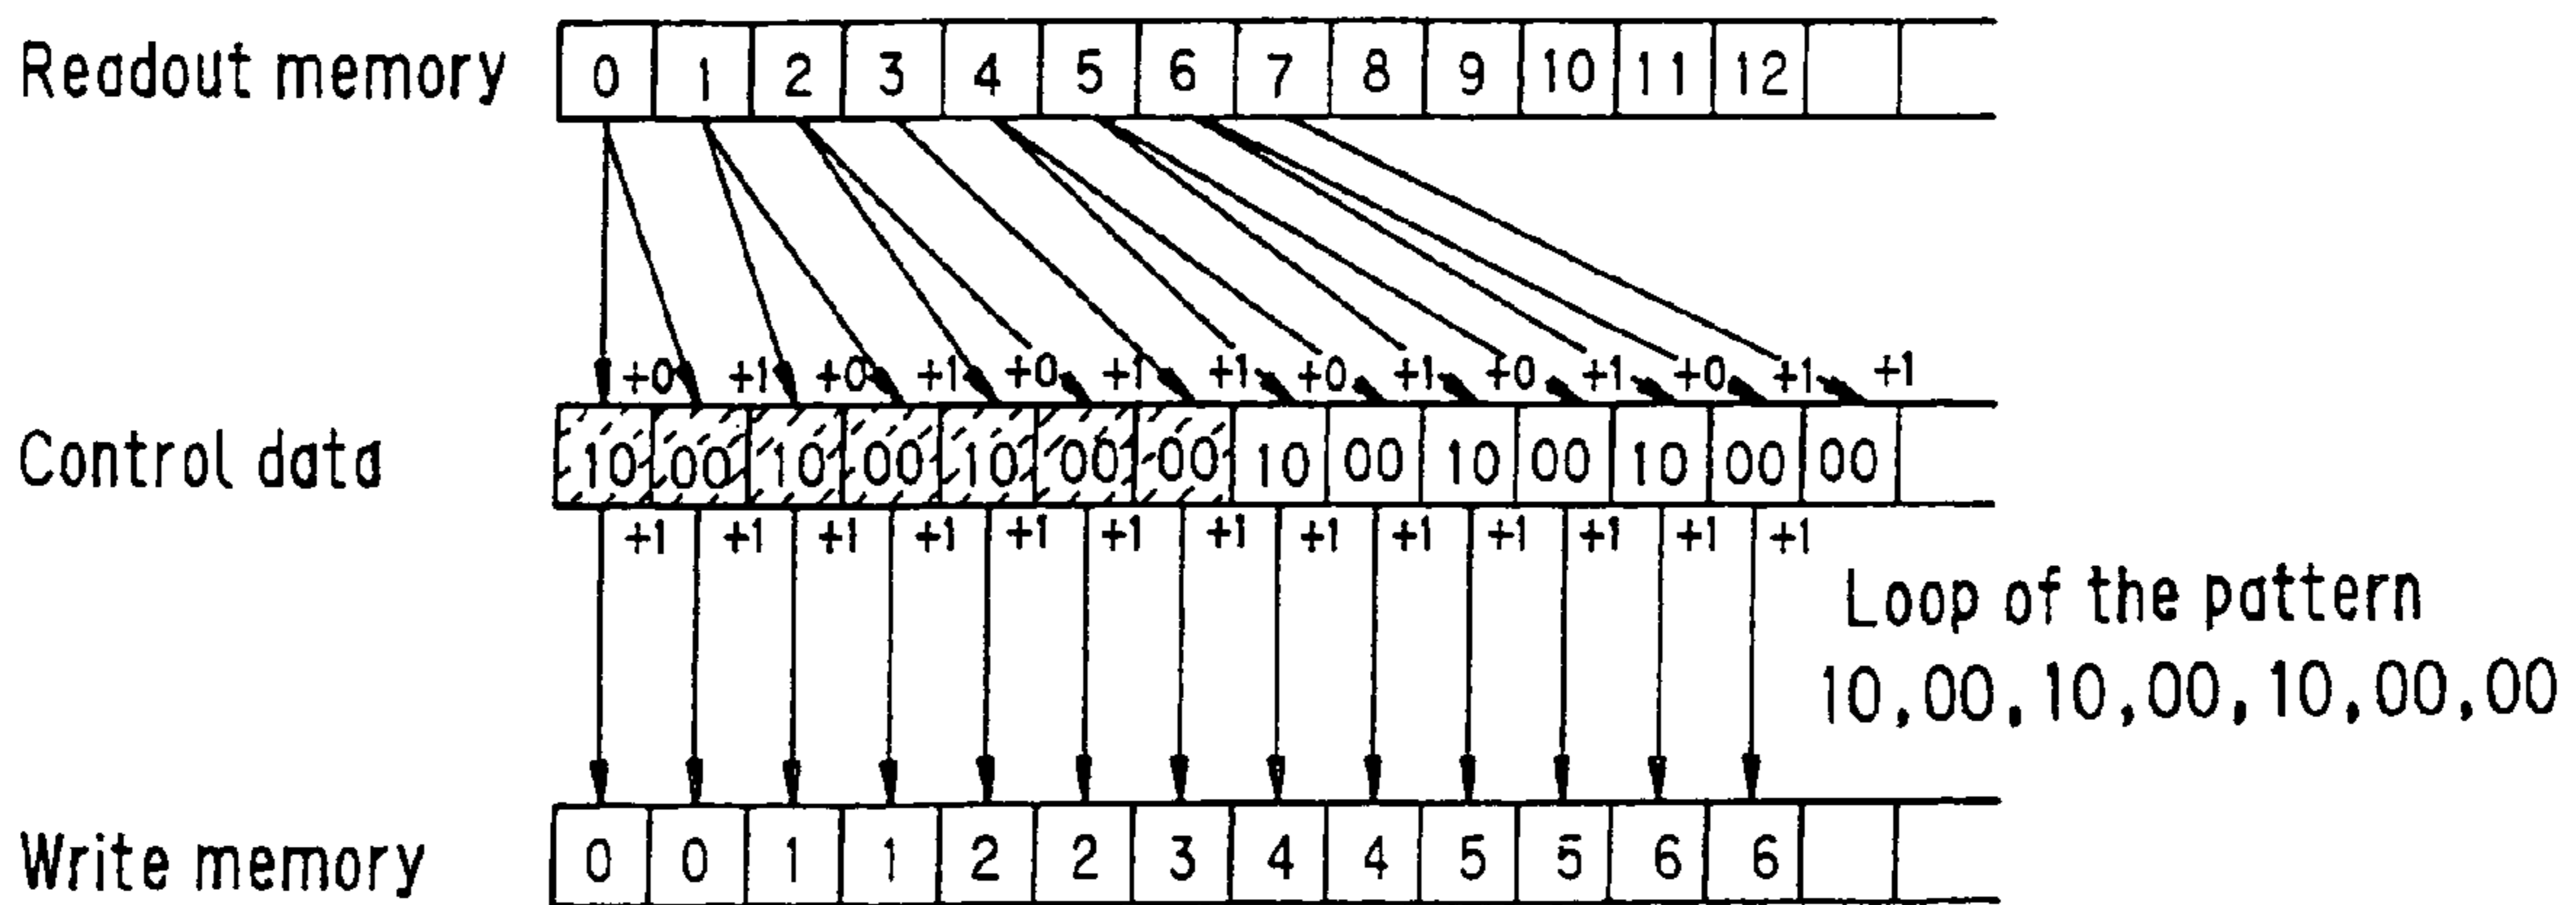 Readout memory 0 1 2 3 4 5 6 7 8 9 10 11 12
+0 +1 +0 +1 +0 +1 +1 +0 +1 +0 +1 +0 +1 +1
Control data 10 00 10 00 10 00 00 10 00 10 00 10 00 00
+1 +1 +1 +1 +1 +1 +1 +1 +1 +1 +1 +1 +1
Loop of the pattern
10,00,10,00,10,00,00
Write memory 0 0 1 1 2 2 3 4 4 5 5 6 6